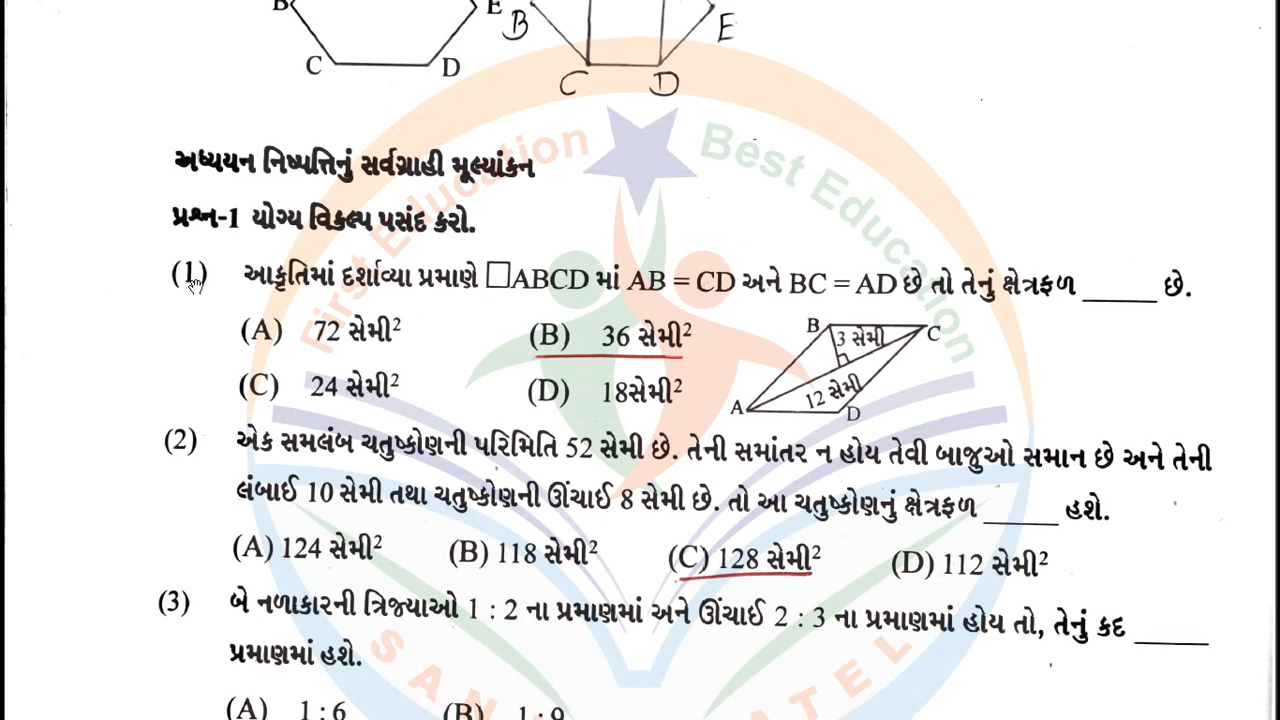 B E B E
C D C D
First Education Best Education
અધ્યયન નિષ્પત્તિનું સર્વગ્રાહી મૂલ્યાંકન
પ્રશ્ન-1 યોગ્ય વિકલ્પ પસંદ કરો.
(1) આકૃતિમાં દર્શાવ્યા પ્રમાણે □ABCD માં AB = CD અને BC = AD છે તો તેનું ક્ષેત્રફળ ______ છે.
(A) 72 સેમી² (B) 36 સેમી²
B C 3 સેમી
(C) 24 સેમી² (D) 18સેમી²
A D 12 સેમી
(2) એક સમલંબ ચતુષ્કોણની પરિમિતિ 52 સેમી છે. તેની સમાંતર ન હોય તેવી બાજુઓ સમાન છે અને તેની
લંબાઈ 10 સેમી તથા ચતુષ્કોણની ઊંચાઈ 8 સેમી છે. તો આ ચતુષ્કોણનું ક્ષેત્રફળ ______ હશે.
(A) 124 સેમી² (B) 118 સેમી² (C) 128 સેમી² (D) 112 સેમી²
(3) બે નળાકારની ત્રિજ્યાઓ 1 : 2 ના પ્રમાણમાં અને ઊંચાઈ 2 : 3 ના પ્રમાણમાં હોય તો, તેનું કદ ______
પ્રમાણમાં હશે.
(A) 1 : 6 (B) 1 : 9